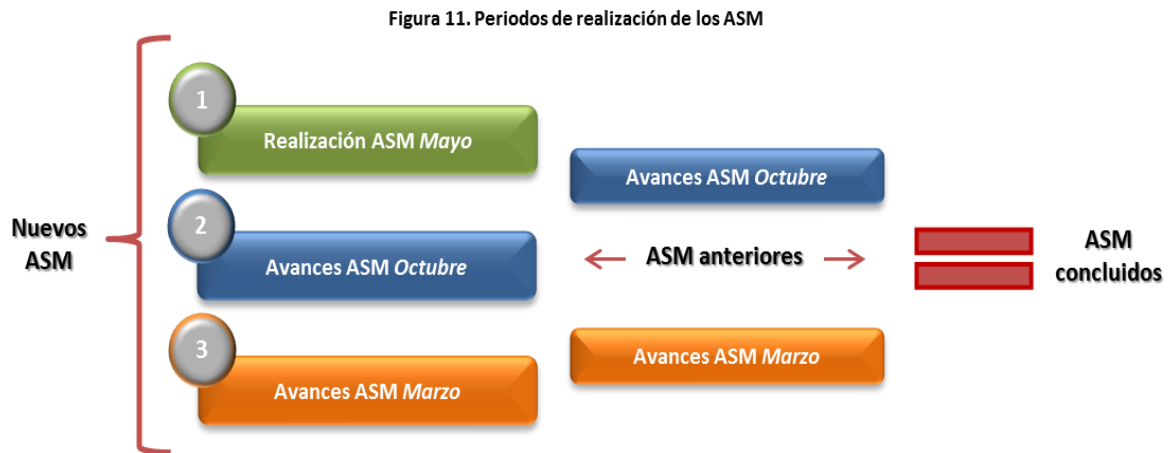 Figura 11. Periodos de realización de los ASM
Nuevos
ASM
1
Realización ASM Mayo
2
Avances ASM Octubre
3
Avances ASM Marzo
Avances ASM Octubre
ASM anteriores
Avances ASM Marzo
ASM
concluidos